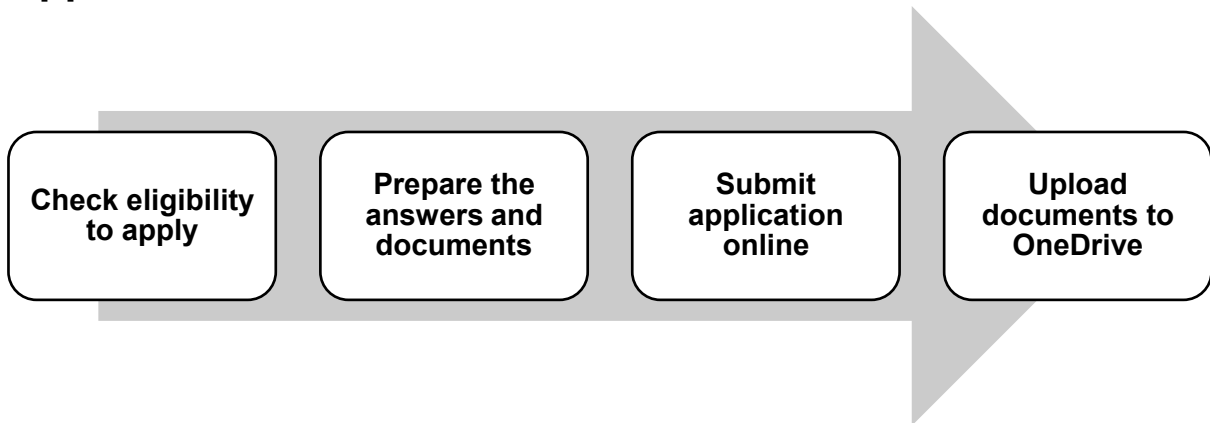 Check eligibility
to apply
Prepare the
answers and
documents
Submit
application
online
Upload
documents to
OneDrive